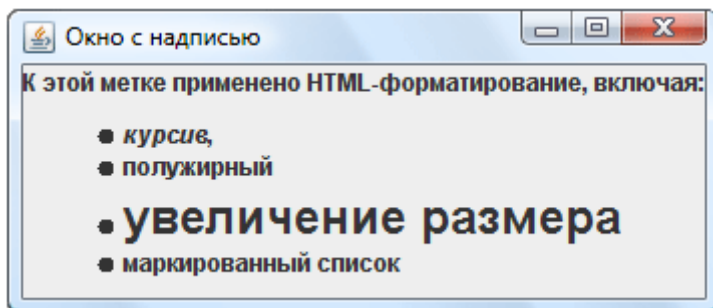 Окно с надписью
К этой метке применено HTML-форматирование, включая:
курсив,
полужирный
увеличение размера
маркированный список